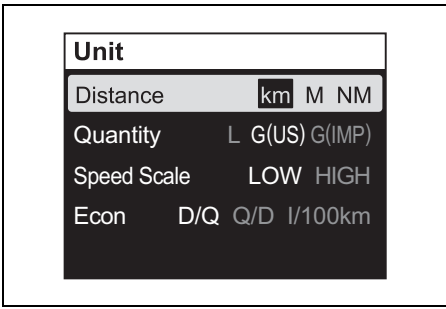 Unit
Distance km M NM
Quantity L G(US) G(IMP)
Speed Scale LOW HIGH
Econ D/Q Q/D l/100km